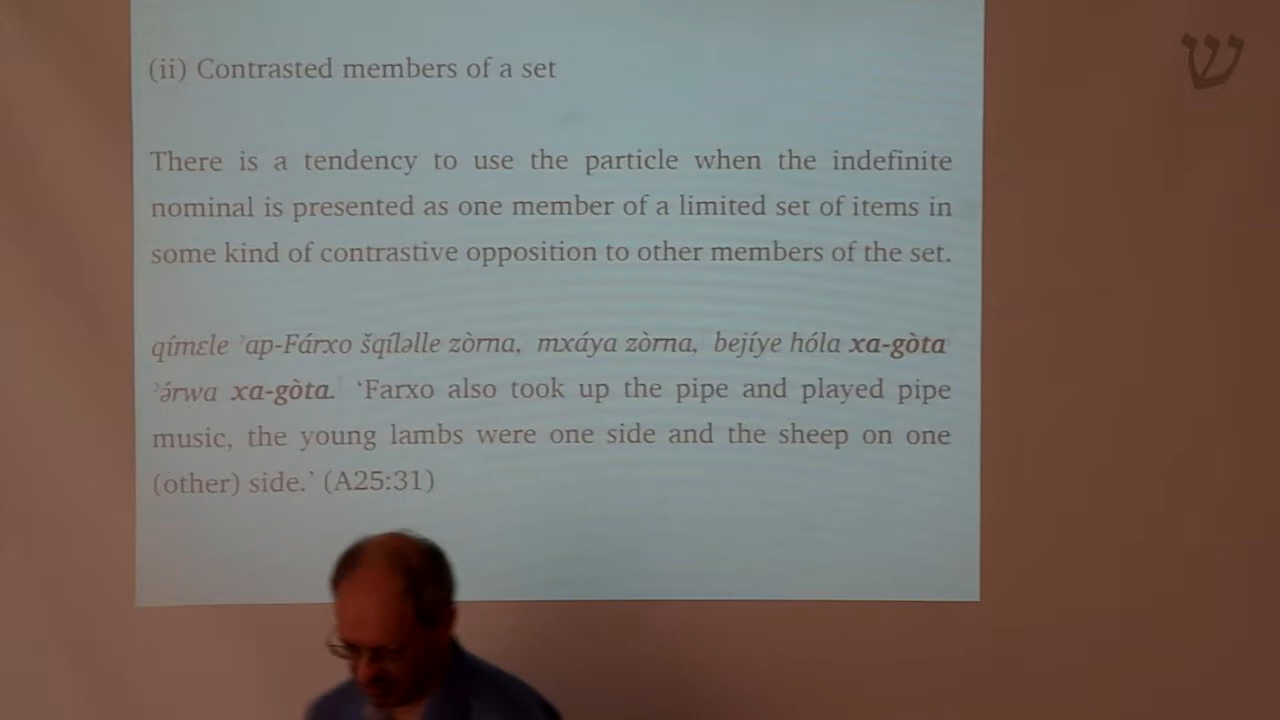 (ii) Contrasted members of a set
ש
There is a tendency to use the particle when the indefinite
nominal is presented as one member of a limited set of items in
some kind of contrastive opposition to other members of the set.
qímɛle ʾap-Fárxo šqíləlle zòrna, mxáya zòrna, bejíye hóla xa-gòta
ʾə́rwa xa-gòta. ‘Farxo also took up the pipe and played pipe
music, the young lambs were one side and the sheep on one
(other) side.’ (A25:31)